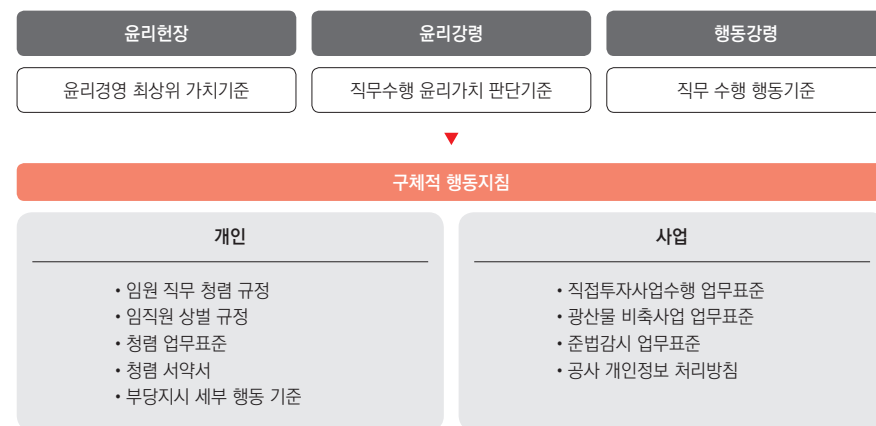 윤리헌장
윤리강령
행동강령
윤리경영 최상위 가치기준
직무수행 윤리가치 판단기준
직무 수행 행동기준
구체적 행동지침
개인
• 임원 직무 청렴 규정
• 임직원 상벌 규정
• 청렴 업무표준
• 청렴 서약서
• 부당지시 세부 행동 기준
사업
• 직접투자사업수행 업무표준
• 광산물 비축사업 업무표준
• 준법감시 업무표준
• 공사 개인정보 처리방침